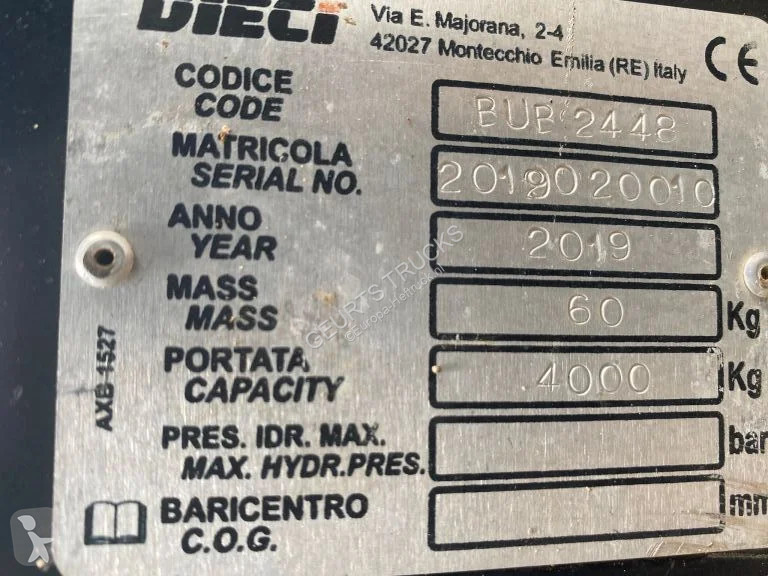 DIECI
Via E. Majorana, 2-4
42027 Montecchio Emilia (RE) Italy
CE
CODICE
CODE
BUB 2448
MATRICOLA
SERIAL NO.
2019020010
ANNO
YEAR
2019
MASS
MASS
60 Kg
PORTATA
CAPACITY
4000 Kg
PRES. IDR. MAX.
MAX. HYDR.PRES.
bar
BARICENTRO
C.O.G.
mm
AXB 1527
GEURTS TRUCKS